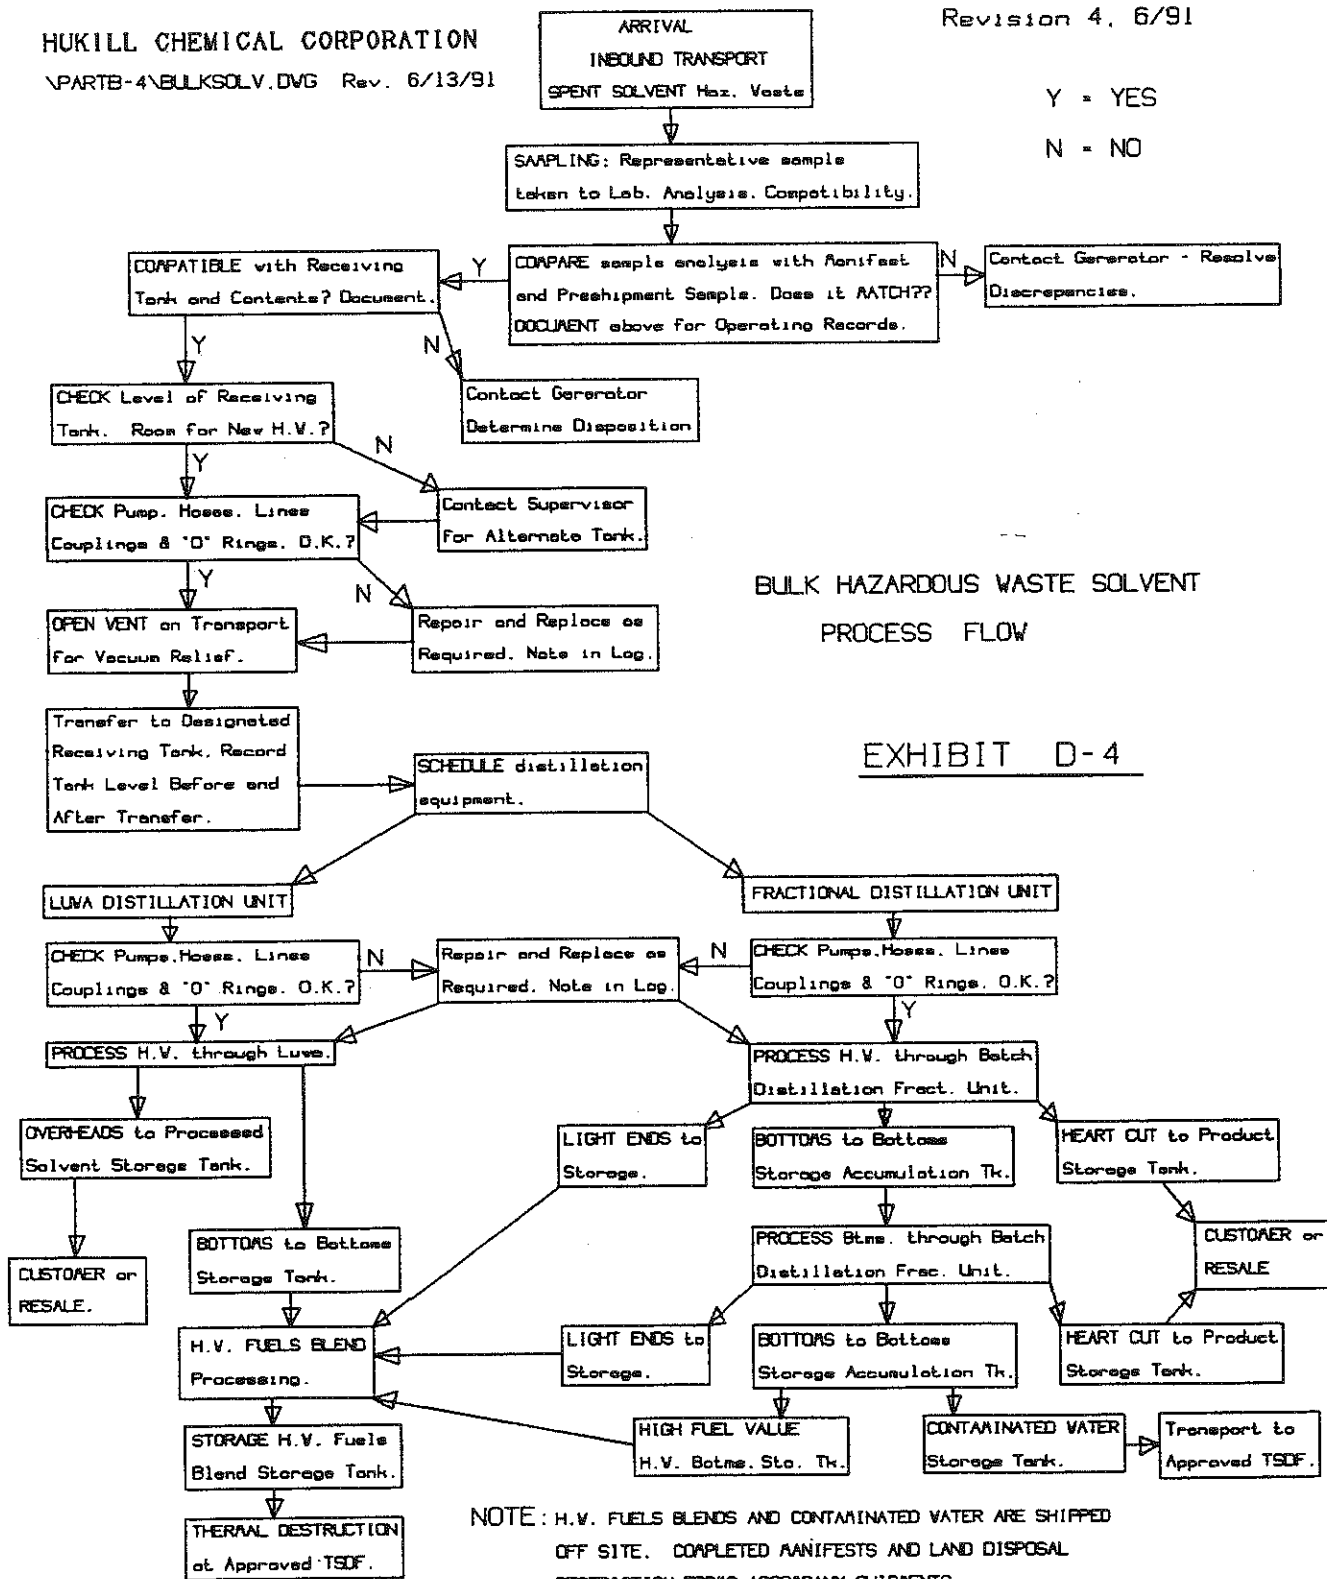 HUKILL CHEMICAL CORPORATION
\PARTB-4\BULKSOLV.DWG Rev. 6/13/91
Revision 4, 6/91
Y = YES
N = NO
ARRIVAL
INBOUND TRANSPORT
SPENT SOLVENT Haz. Waste
SAMPLING: Representative sample
taken to Lab. Analysis. Compatibility.
COMPATIBLE with Receiving
Tank and Contents? Document.
Y
COMPARE sample analysis with Manifest
and Preshipment Sample. Does it MATCH??
DOCUMENT above for Operating Records.
N
Contact Gererator - Resolve
Discrepancies.
Y
N
CHECK Level of Receiving
Tank. Room for New H.W.?
Contact Gererator
Determine Disposition
Y
N
CHECK Pump. Hoses. Lines
Couplings & "O" Rings. O.K.?
Contact Supervisor
For Alternate Tank.
Y
N
OPEN VENT on Transport
for Vacuum Relief.
Repair and Replace as
Required. Note in Log.
BULK HAZARDOUS WASTE SOLVENT
PROCESS FLOW
EXHIBIT D-4
Transfer to Designated
Receiving Tank. Record
Tank Level Before and
After Transfer.
SCHEDULE distillation
equipment.
LUWA DISTILLATION UNIT
FRACTIONAL DISTILLATION UNIT
CHECK Pumps.Hoses. Lines
Couplings & "O" Rings. O.K.?
N
Repair and Replace as
Required. Note in Log.
N
CHECK Pumps.Hoses. Lines
Couplings & "O" Rings. O.K.?
Y
Y
PROCESS H.W. through Luwa.
PROCESS H.W. through Batch
Distillation Fract. Unit.
OVERHEADS to Processed
Solvent Storage Tank.
LIGHT ENDS to
Storage.
BOTTOMS to Bottoms
Storage Accumulation Tk.
HEART CUT to Product
Storage Tank.
BOTTOMS to Bottoms
Storage Tank.
PROCESS Btms. through Batch
Distillation Frac. Unit.
CUSTOMER or
RESALE
CUSTOMER or
RESALE.
H.W. FUELS BLEND
Processing.
LIGHT ENDS to
Storage.
BOTTOMS to Bottoms
Storage Accumulation Tk.
HEART CUT to Product
Storage Tank.
STORAGE H.W. Fuels
Blend Storage Tank.
HIGH FUEL VALUE
H.W. Botms. Sto. Tk.
CONTAMINATED WATER
Storage Tank.
Transport to
Approved TSDF.
THERMAL DESTRUCTION
at Approved TSDF.
NOTE: H.W. FUELS BLENDS AND CONTAMINATED WATER ARE SHIPPED
OFF SITE. COMPLETED MANIFESTS AND LAND DISPOSAL